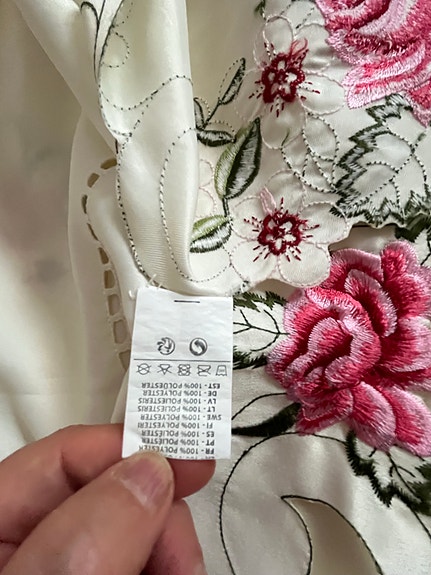 FR - 100% POLYESTER
PT - 100% POLIÉSTER
ES - 100% POLIÉSTER
FI - 100% POLYESTERI
SWE - 100% POLYESTER
LT - 100% POLIESTERIS
LV - 100% POLIESTERIS
DE - 100% POLYESTER
EST - 100% POLÜESTER